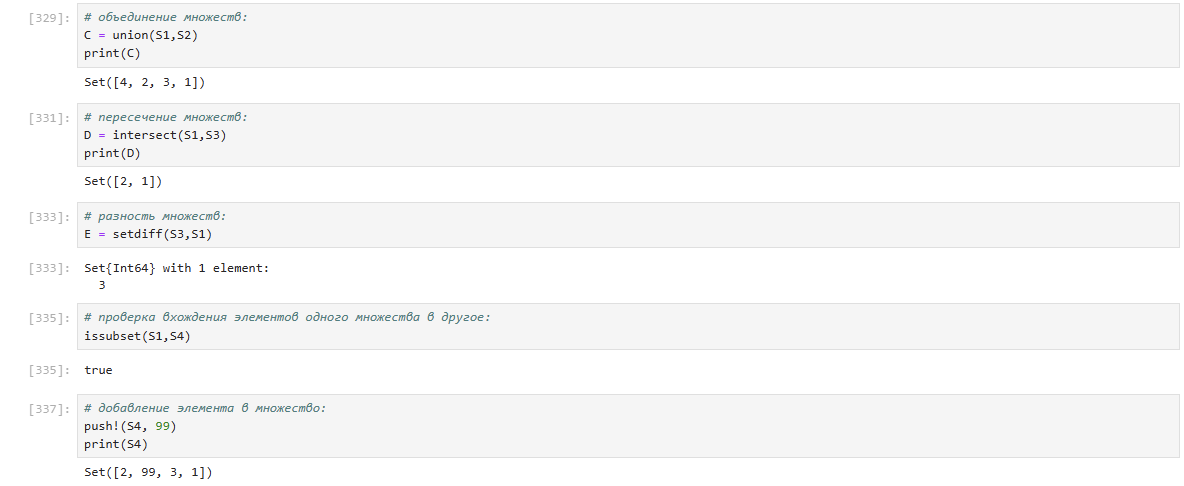 [329]: # объединение множеств:
C = union(S1,S2)
print(C)
Set([4, 2, 3, 1])
[331]: # пересечение множеств:
D = intersect(S1,S3)
print(D)
Set([2, 1])
[333]: # разность множеств:
E = setdiff(S3,S1)
[333]: Set{Int64} with 1 element:
3
[335]: # проверка вхождения элементов одного множества в другое:
issubset(S1,S4)
[335]: true
[337]: # добавление элемента в множество:
push!(S4, 99)
print(S4)
Set([2, 99, 3, 1])